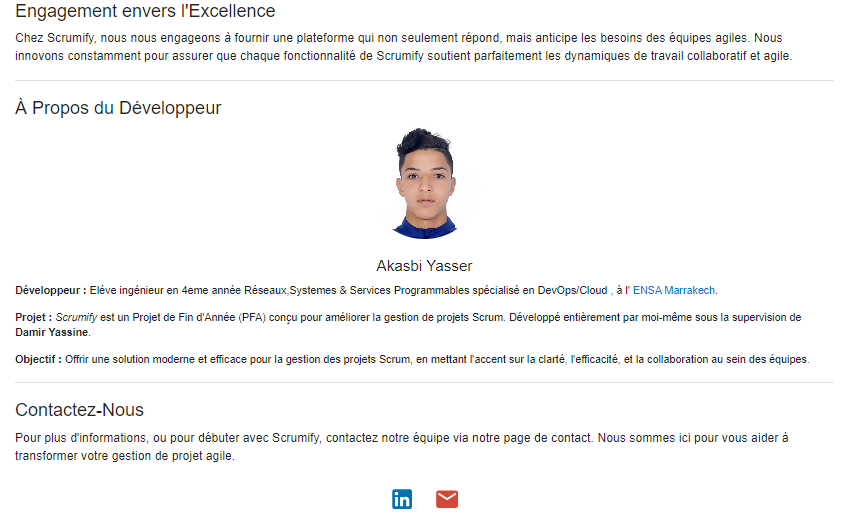 Engagement envers l'Excellence
Chez Scrumify, nous nous engageons à fournir une plateforme qui non seulement répond, mais anticipe les besoins des équipes agiles. Nous
innovons constamment pour assurer que chaque fonctionnalité de Scrumify soutient parfaitement les dynamiques de travail collaboratif et agile.
À Propos du Développeur
Akasbi Yasser
Développeur : Eléve ingénieur en 4eme année Réseaux,Systemes & Services Programmables spécialisé en DevOps/Cloud , à l' ENSA Marrakech.
Projet : Scrumify est un Projet de Fin d'Année (PFA) conçu pour améliorer la gestion de projets Scrum. Développé entièrement par moi-même sous la supervision de
Damir Yassine.
Objectif : Offrir une solution moderne et efficace pour la gestion des projets Scrum, en mettant l'accent sur la clarté, l'efficacité, et la collaboration au sein des équipes.
Contactez-Nous
Pour plus d'informations, ou pour débuter avec Scrumify, contactez notre équipe via notre page de contact. Nous sommes ici pour vous aider à
transformer votre gestion de projet agile.
in